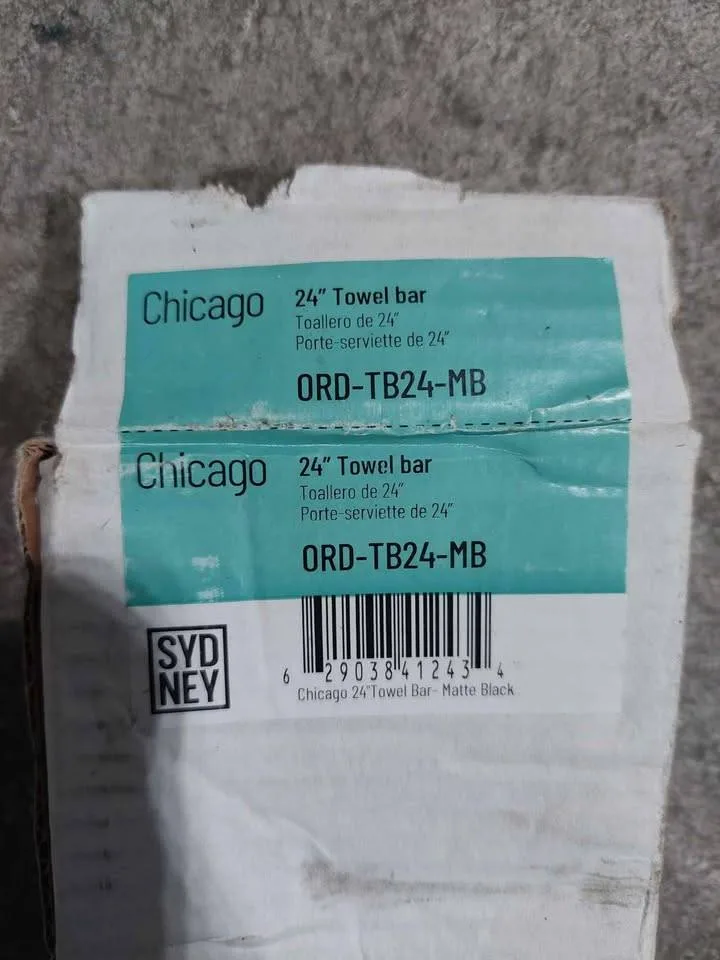 Chicago
24" Towel bar
Toallero de 24"
Porte-serviette de 24"
ORD-TB24-MB
Chicago
24" Towel bar
Toallero de 24"
Porte-serviette de 24"
ORD-TB24-MB
SYD
NEY
6 29038 41243 4
Chicago 24"Towel Bar- Matte Black